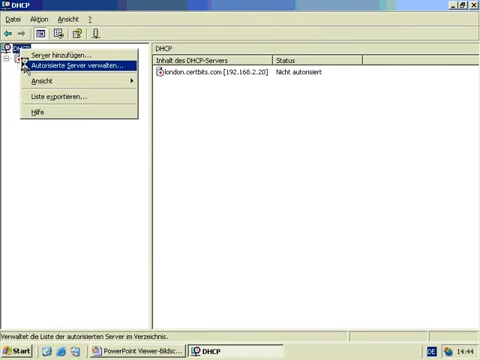 DHCP
Datei Aktion Ansicht ?
DHCP
Server hinzufügen...
Autorisierte Server verwalten...
Ansicht
Liste exportieren...
Hilfe
DHCP
Inhalt des DHCP-Servers Status
london.certbits.com [192.168.2.20] Nicht autorisiert
Verwaltet die Liste der autorisierten Server im Verzeichnis.
Start PowerPoint Viewer-Bildsc... DHCP DE 14:44